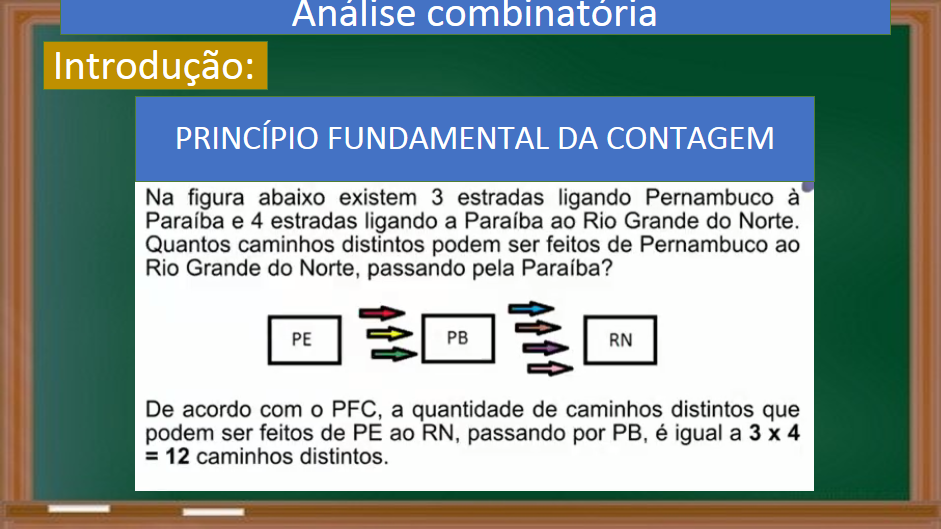 Análise combinatória
Introdução:
PRINCÍPIO FUNDAMENTAL DA CONTAGEM
Na figura abaixo existem 3 estradas ligando Pernambuco à
Paraíba e 4 estradas ligando a Paraíba ao Rio Grande do Norte.
Quantos caminhos distintos podem ser feitos de Pernambuco ao
Rio Grande do Norte, passando pela Paraíba?
PE PB RN
De acordo com o PFC, a quantidade de caminhos distintos que
podem ser feitos de PE ao RN, passando por PB, é igual a 3 x 4
= 12 caminhos distintos.